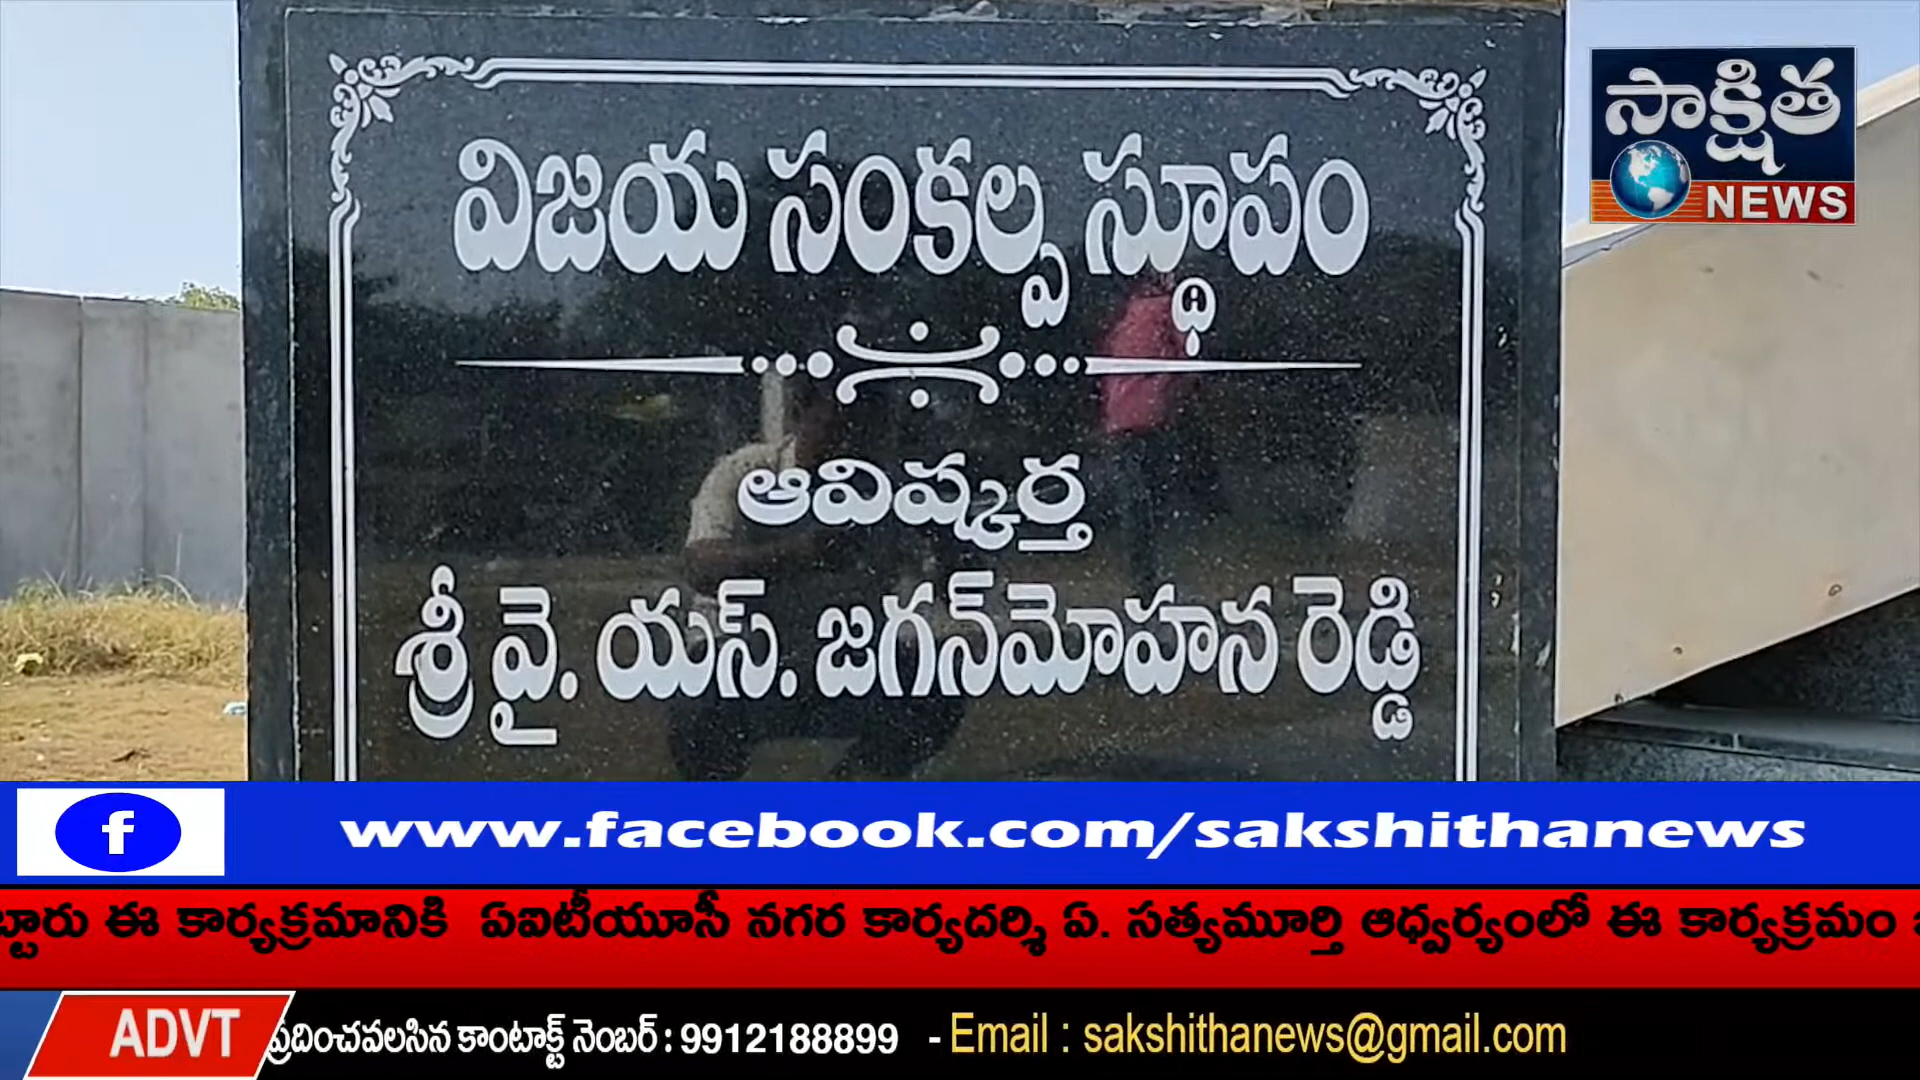 విజయ సంకల్ప స్థూపం
ఆవిష్కర్త
శ్రీ వై. యస్. జగన్‌మోహన రెడ్డి
సాక్షిత
NEWS
f
www.facebook.com/sakshithanews
ఈ కార్యక్రమానికి ఏఐటీయూసీ నగర కార్యదర్శి ఏ. సత్యమూర్తి ఆధ్వర్యంలో ఈ కార్యక్రమం
ADVT
కాంటాక్ట్ నెంబర్ : 9912188899 - Email : sakshithanews@gmail.com